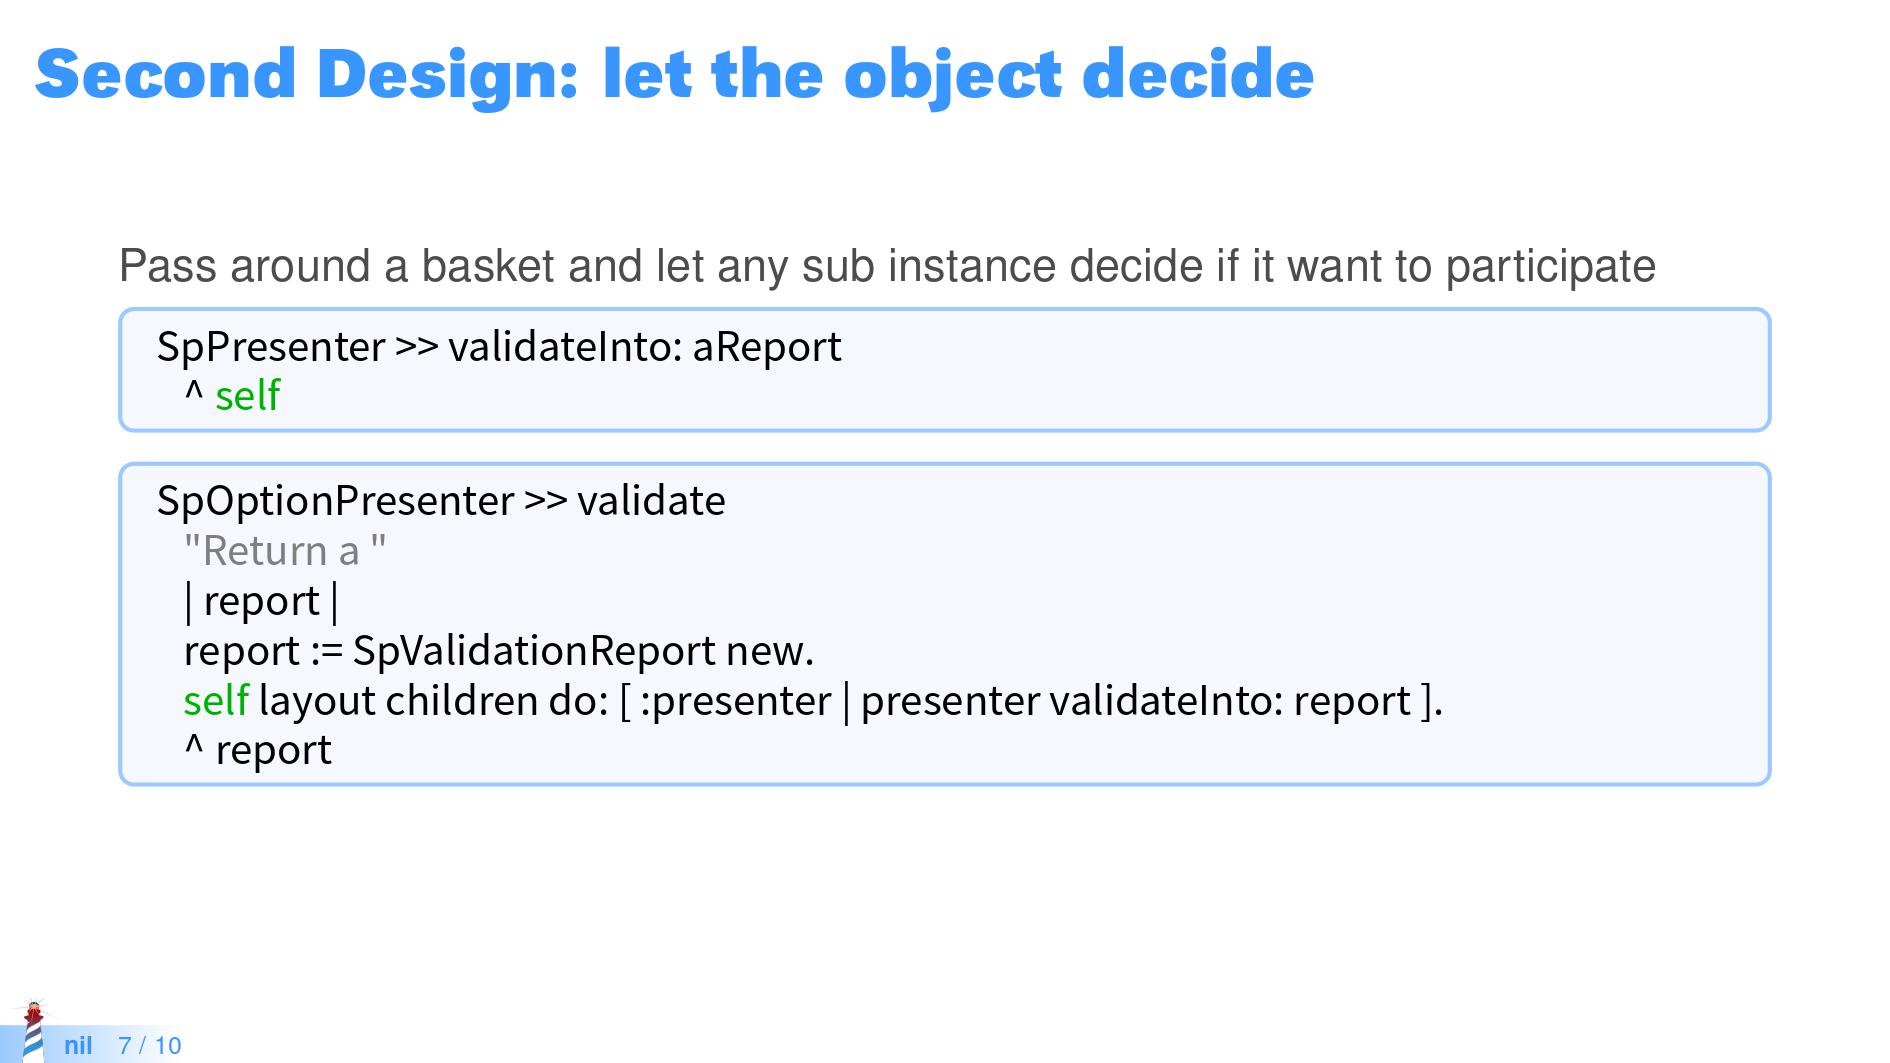 Second Design: let the object decide
Pass around a basket and let any sub instance decide if it want to participate
SpPresenter >> validateInto: aReport
^ self
SpOptionPresenter >> validate
"Return a "
| report |
report := SpValidationReport new.
self layout children do: [ :presenter | presenter validateInto: report ].
^ report
nil 7 / 10